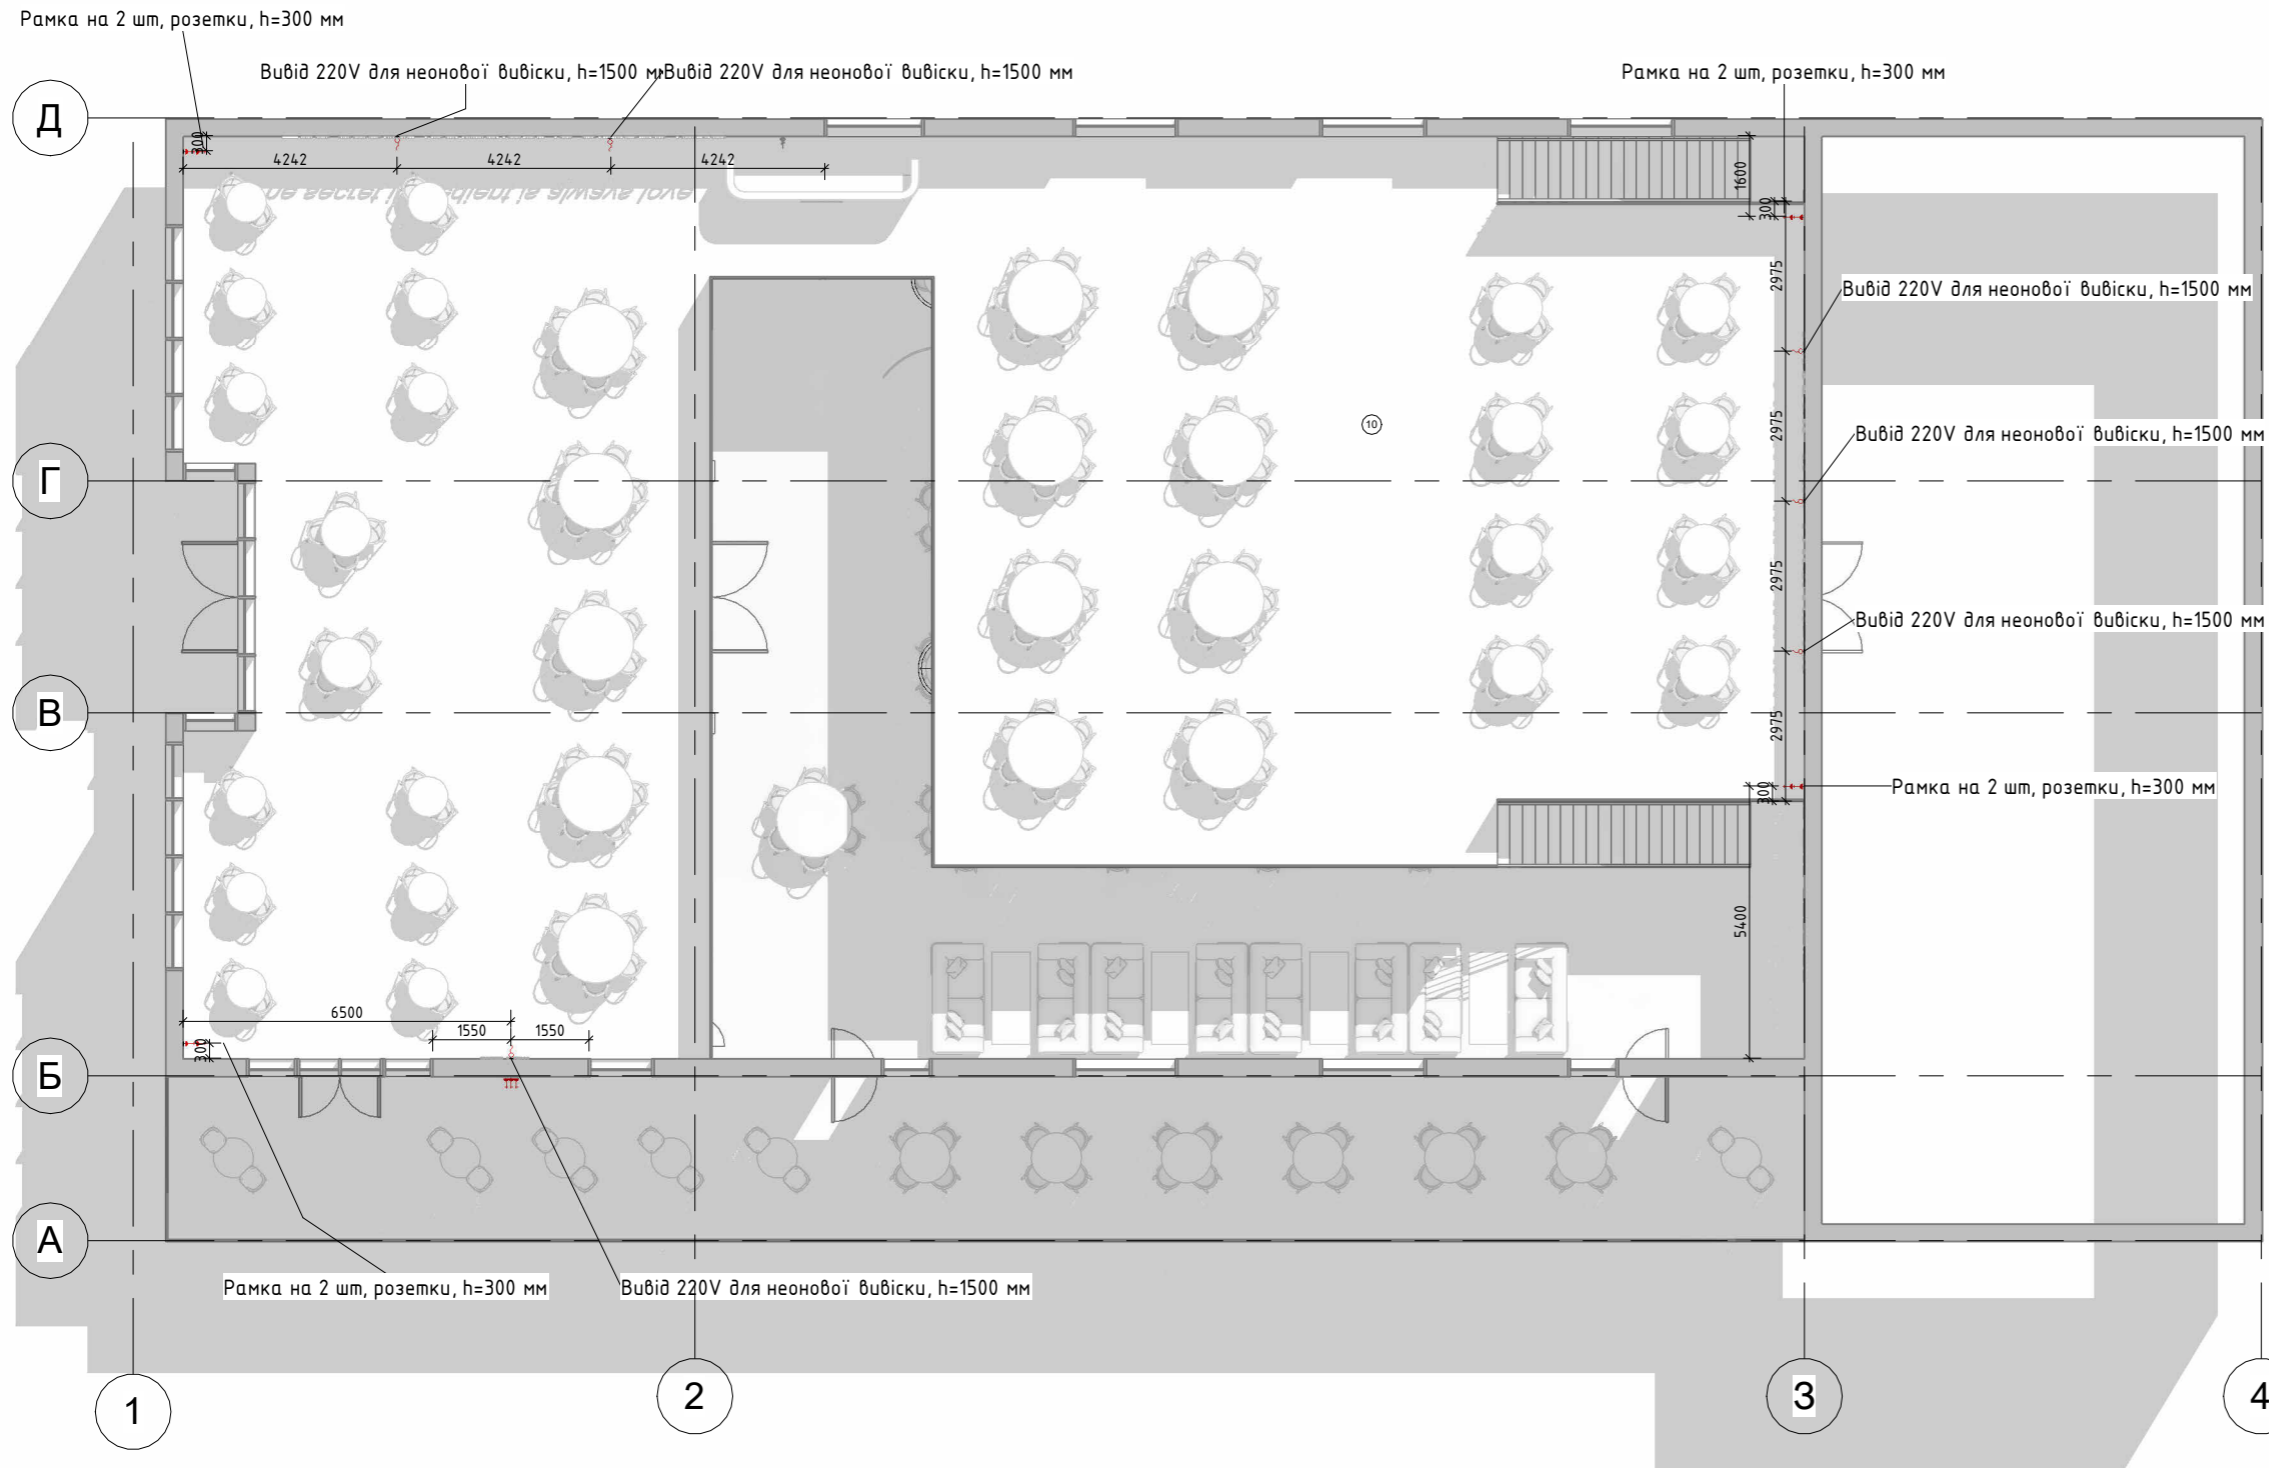 Рамка на 2 шт, розетки, h=300 мм
Вивід 220V для неонової вивіски, h=1500 м
Вивід 220V для неонової вивіски, h=1500 мм
Рамка на 2 шт, розетки, h=300 мм
Д
300
4242
4242
4242
1600
300
2975
Вивід 220V для неонової вивіски, h=1500 мм
10
2975
Вивід 220V для неонової вивіски, h=1500 мм
Г
2975
Вивід 220V для неонової вивіски, h=1500 мм
В
2975
300
Рамка на 2 шт, розетки, h=300 мм
5400
6500
1550
1550
300
Б
А
Рамка на 2 шт, розетки, h=300 мм
Вивід 220V для неонової вивіски, h=1500 мм
1
2
3
4